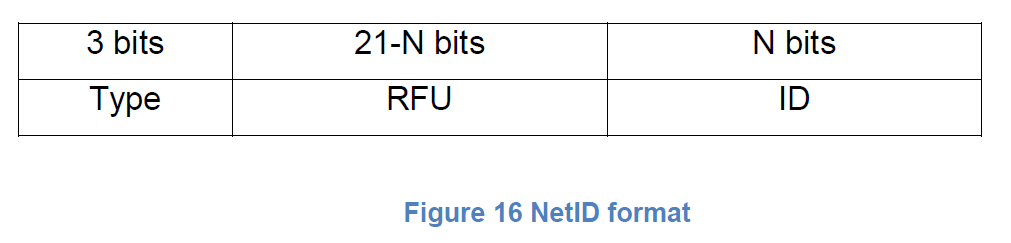 3 bits 21-N bits N bits
Type RFU ID
Figure 16 NetID format